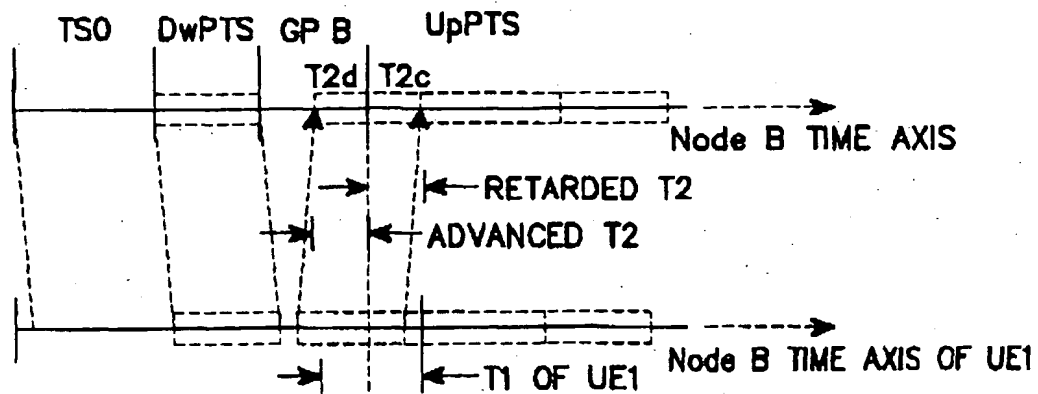 TS0 DwPTS GP B UpPTS
T2d T2c
Node B TIME AXIS
RETARDED T2
ADVANCED T2
Node B TIME AXIS OF UE1
T1 OF UE1